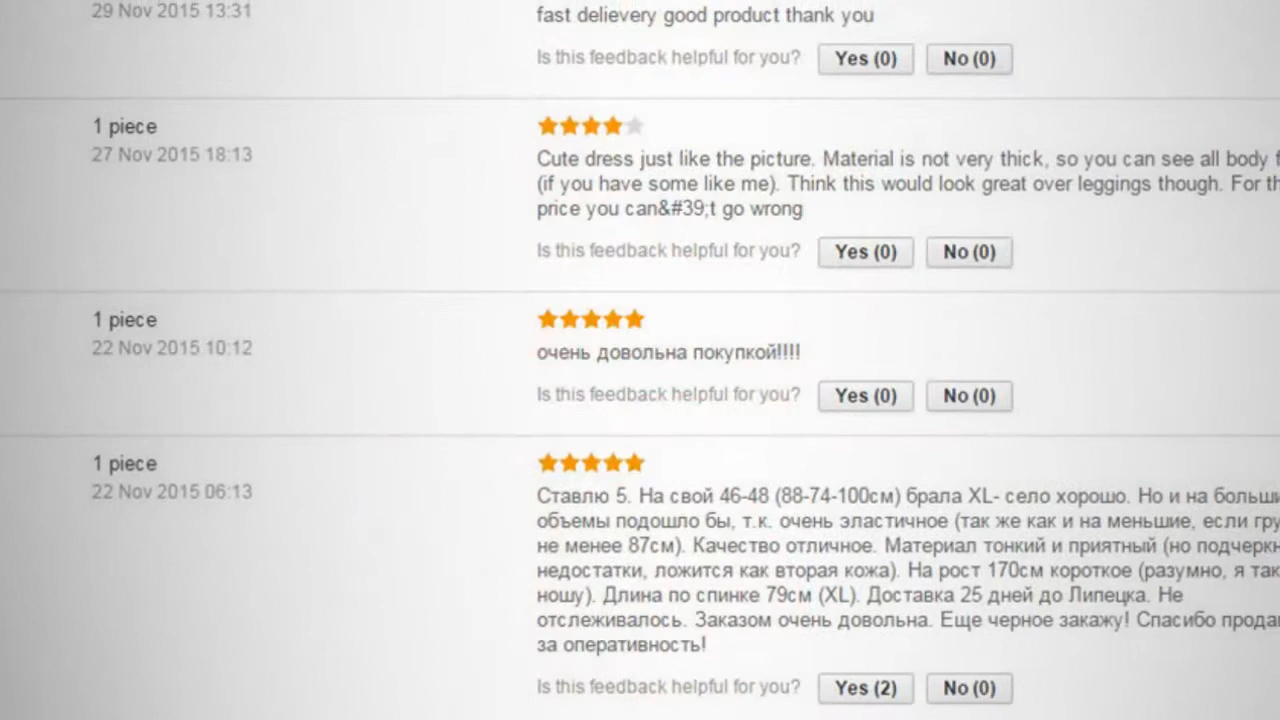 29 Nov 2015 13:31
fast delievery good product thank you
Is this feedback helpful for you? Yes (0) No (0)
1 piece
27 Nov 2015 18:13
Cute dress just like the picture. Material is not very thick, so you can see all body
(if you have some like me). Think this would look great over leggings though. For
price you can&#39;t go wrong
Is this feedback helpful for you? Yes (0) No (0)
1 piece
22 Nov 2015 10:12
очень довольна покупкой!!!!
Is this feedback helpful for you? Yes (0) No (0)
1 piece
22 Nov 2015 06:13
Ставлю 5. На свой 46-48 (88-74-100см) брала XL- село хорошо. Но и на
объемы подошло бы, т.к. очень эластичное (так же как и на меньшие, если
не менее 87см). Качество отличное. Материал тонкий и приятный (но
недостатки, ложится как вторая кожа). На рост 170см короткое (разумно, я так
ношу). Длина по спинке 79см (XL). Доставка 25 дней до Липецка. Не
отслеживалось. Заказом очень довольна. Еще черное закажу! Спасибо
за оперативность!
Is this feedback helpful for you? Yes (2) No (0)